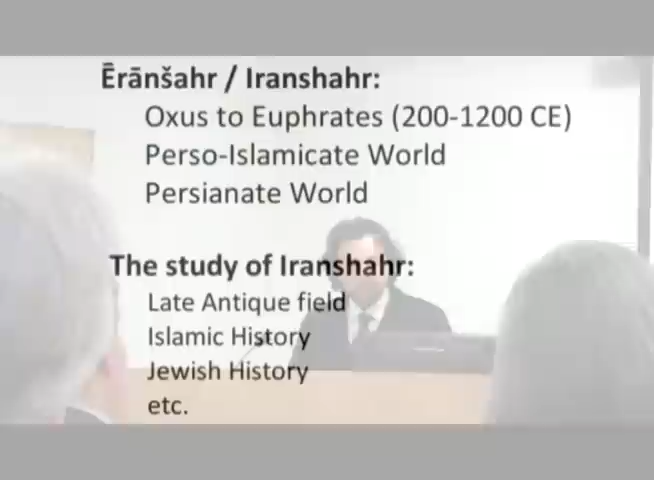 Ērānšahr / Iranshahr:
Oxus to Euphrates (200-1200 CE)
Perso-Islamicate World
Persianate World
The study of Iranshahr:
Late Antique field
Islamic History
Jewish History
etc.